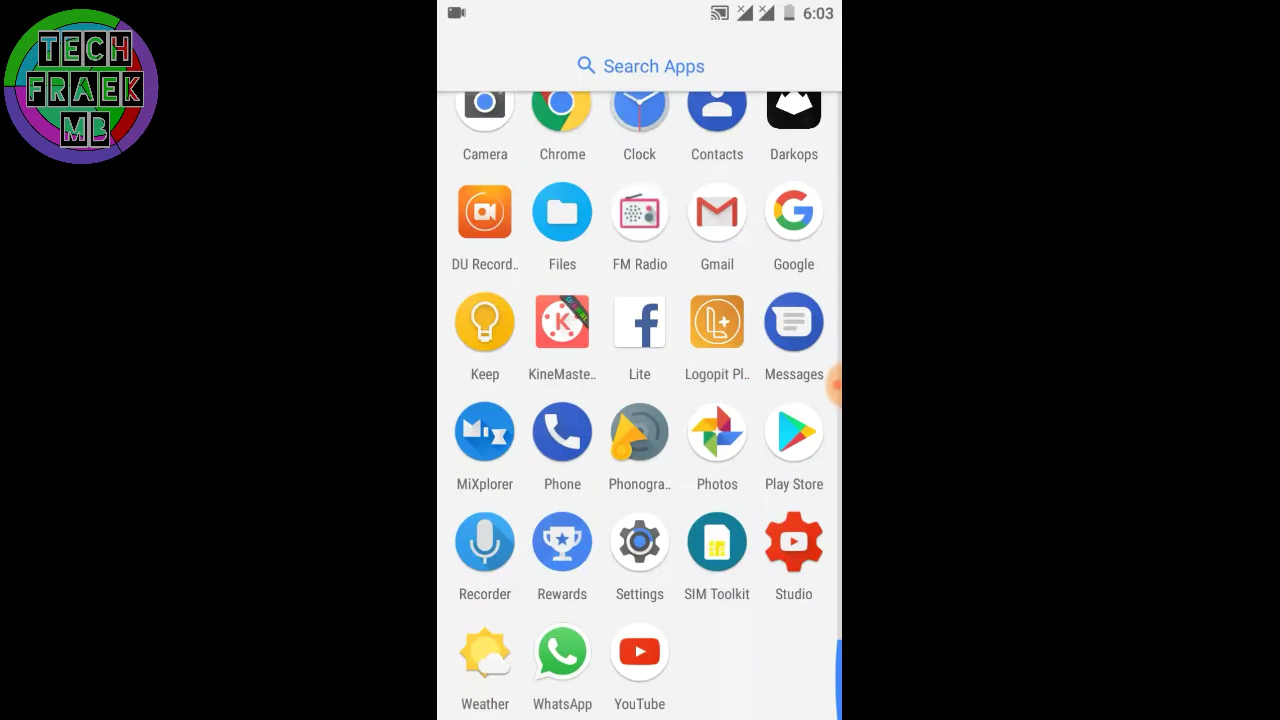 TECH
FRAEK
MB
6:03
Search Apps
Camera Chrome Clock Contacts Darkops
DU Record.. Files FM Radio Gmail Google
Keep KineMaste.. Lite Logopit Pl.. Messages
MiXplorer Phone Phonogra.. Photos Play Store
Recorder Rewards Settings SIM Toolkit Studio
Weather WhatsApp YouTube